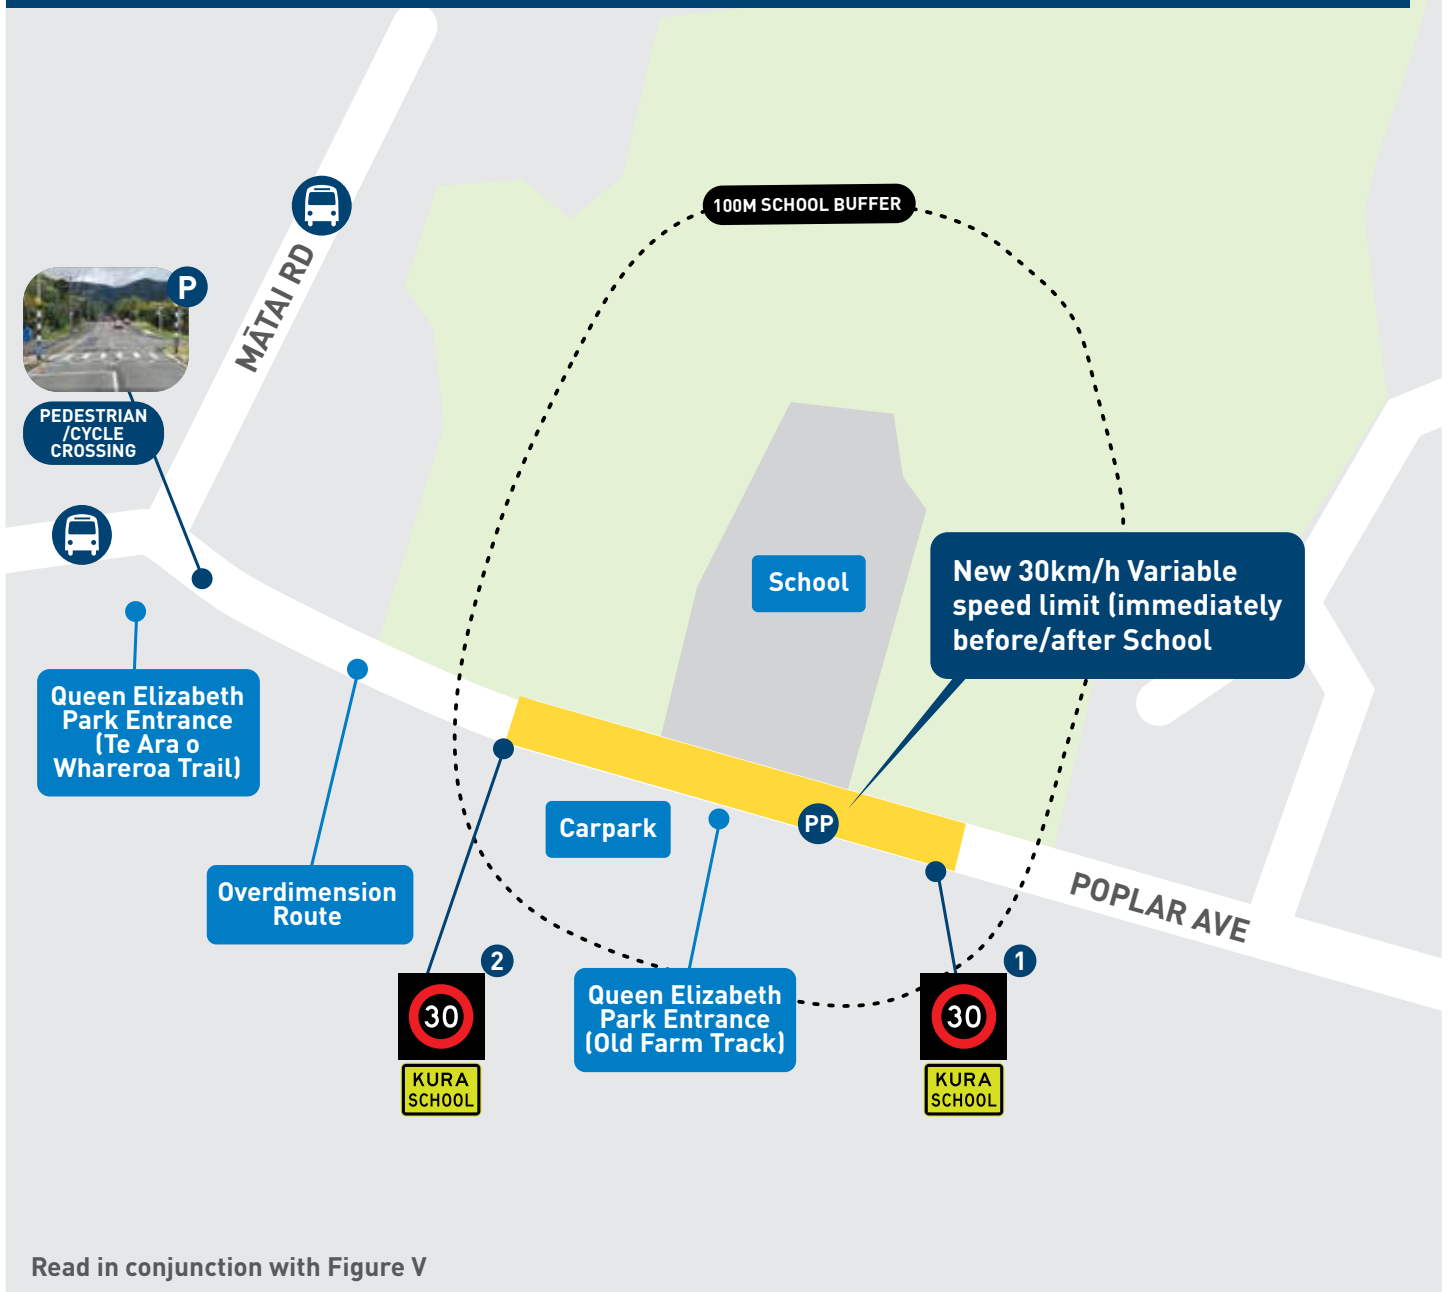 100M SCHOOL BUFFER
MĀTAI RD
P
PEDESTRIAN
/CYCLE
CROSSING
School
New 30km/h Variable
speed limit (immediately
before/after School
Queen Elizabeth
Park Entrance
(Te Ara o
Whareroa Trail)
Carpark
PP
Overdimension
Route
POPLAR AVE
2
30
KURA
SCHOOL
Queen Elizabeth
Park Entrance
(Old Farm Track)
1
30
KURA
SCHOOL
Read in conjunction with Figure V